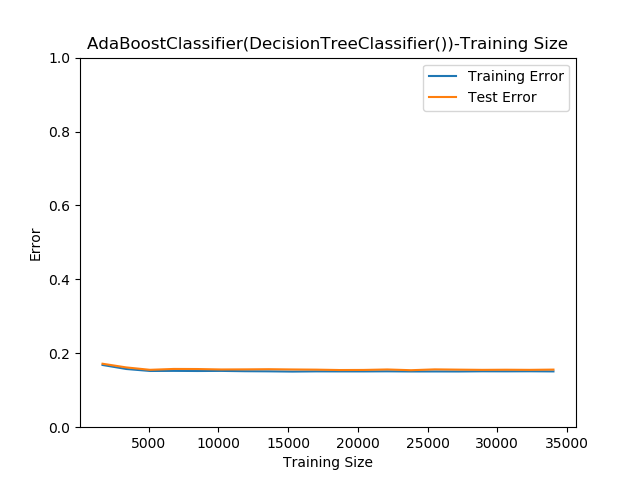 AdaBoostClassifier(DecisionTreeClassifier())-Training Size
1.0
Training Error
Test Error
0.8
0.6
Error
0.4
0.2
0.0
5000 10000 15000 20000 25000 30000 35000
Training Size